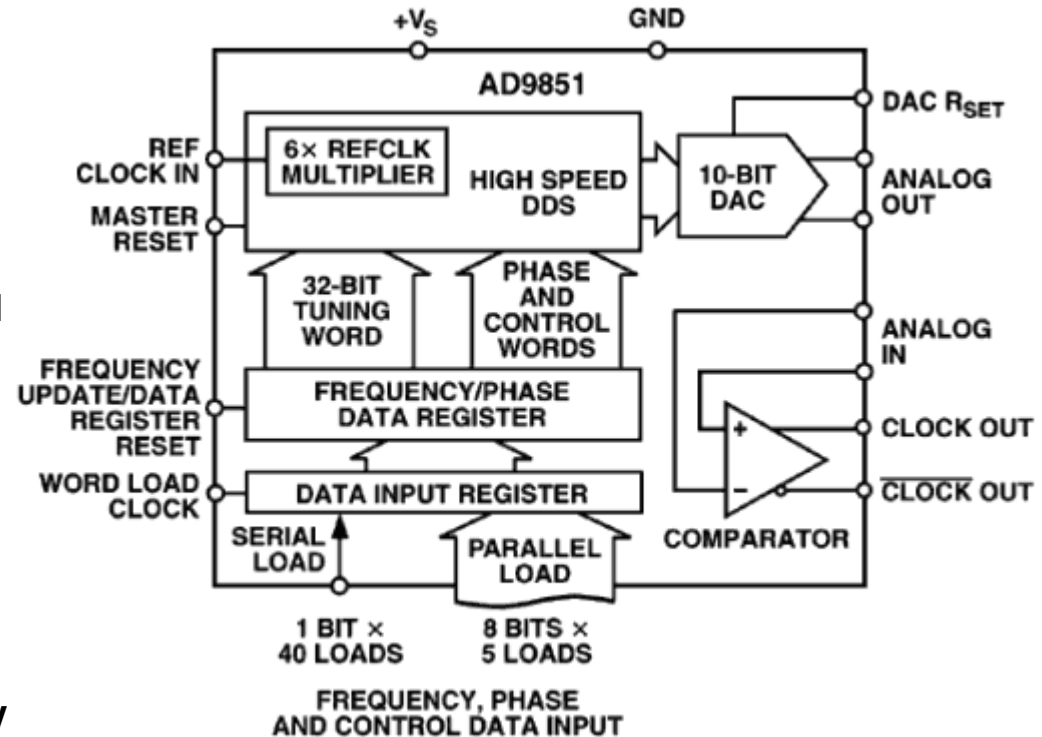 +VS
GND
AD9851
DAC RSET
REF
CLOCK IN
6× REFCLK
MULTIPLIER
HIGH SPEED
DDS
10-BIT
DAC
ANALOG
OUT
MASTER
RESET
32-BIT
TUNING
WORD
PHASE
AND
CONTROL
WORDS
ANALOG
IN
FREQUENCY
UPDATE/DATA
REGISTER
RESET
FREQUENCY/PHASE
DATA REGISTER
+
CLOCK OUT
WORD LOAD
CLOCK
DATA INPUT REGISTER
–
CLOCK OUT
COMPARATOR
SERIAL
LOAD
PARALLEL
LOAD
1 BIT ×
40 LOADS
8 BITS ×
5 LOADS
FREQUENCY, PHASE
AND CONTROL DATA INPUT